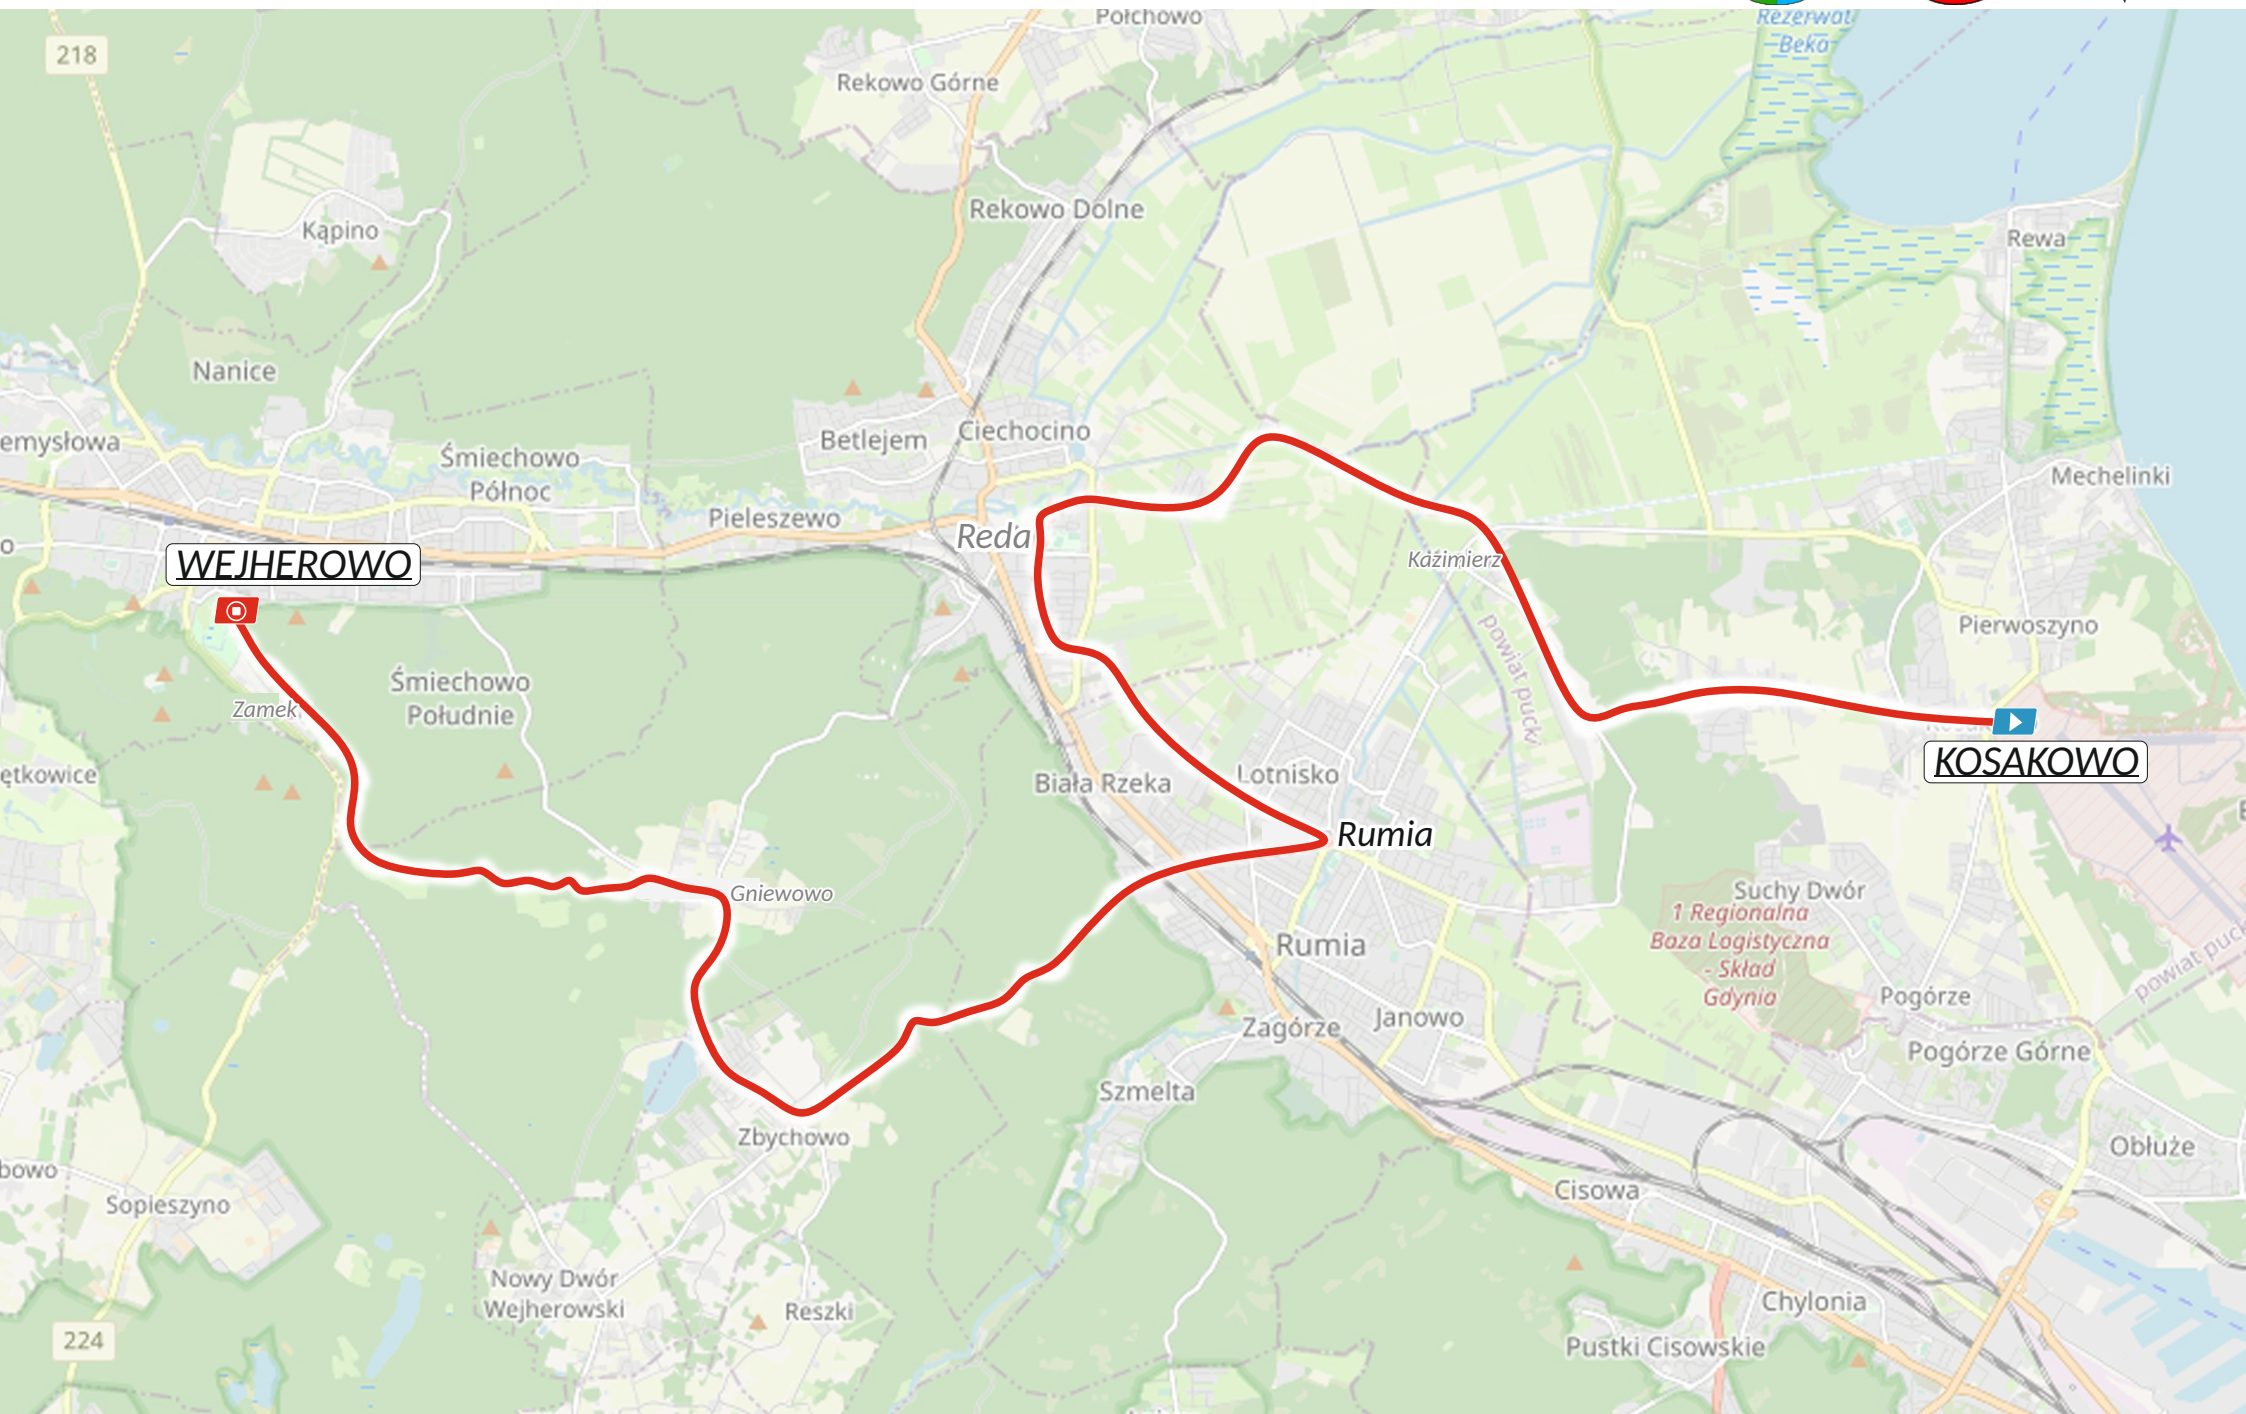 Połchowo
Rezerwat
Beka
218
Rekowo Górne
Rekowo Dolne
Kąpino
Rewa
Nanice
emysłowa
Betlejem
Ciechocino
Śmiechowo
Północ
Mechelinki
Pieleszewo
Reda
o
WEJHEROWO
Kazimierz
Pierwoszyno
powiat pucki
Śmiechowo
Południe
Zamek
KOSAKOWO
ętkowice
Biała Rzeka
Lotnisko
Rumia
Gniewowo
Suchy Dwór
1 Regionalna
Baza Logistyczna
- Skład
Gdynia
Rumia
powiat puck
Pogórze
Janowo
Zagórze
Pogórze Górne
Szmelta
Zbychowo
Obłuże
bowo
Sopieszyno
Cisowa
Nowy Dwór
Wejherowski
Reszki
Chylonia
224
Pustki Cisowskie